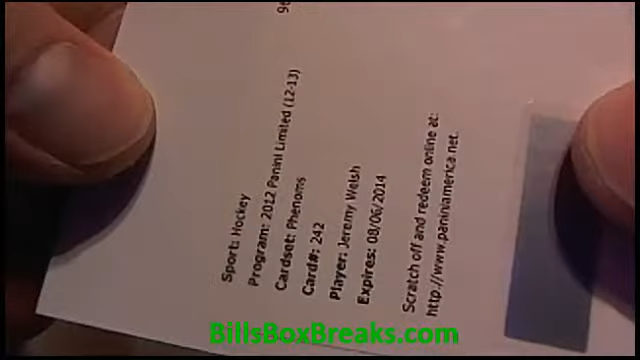 Sport: Hockey
Program: 2012 Panini Limited (12-13)
Cardset: Phenoms
Card#: 242
Player: Jeremy Welsh
Expires: 08/06/2014
Scratch off and redeem online at:
http://www.paniniamerica.net.
BillsBoxBreaks.com